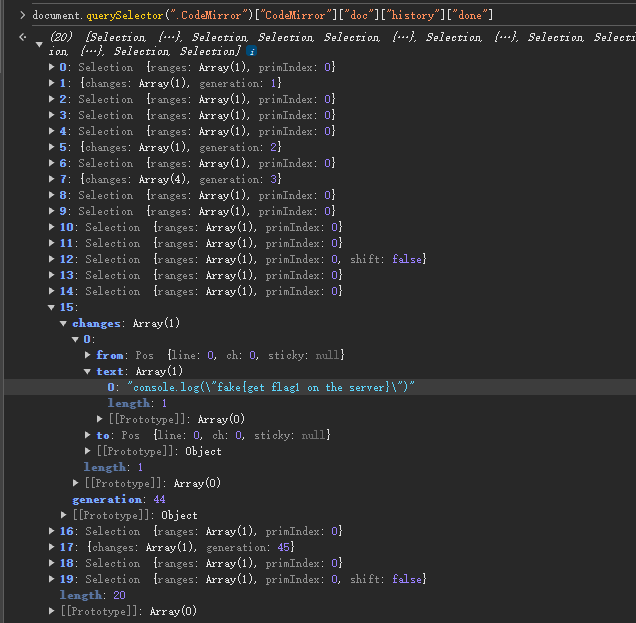 > document.querySelector(".CodeMirror")["CodeMirror"]["doc"]["history"]["done"]
(20) [Selection, {…}, Selection, Selection, Selection, {…}, Selection, {…}, Selection, Selecti
on, Selection, Selection, Selection, Selection, Selection, {…}, Selection, {…}, Selection, Selection] i
▶ 0: Selection {ranges: Array(1), primIndex: 0}
▶ 1: {changes: Array(1), generation: 1}
▶ 2: Selection {ranges: Array(1), primIndex: 0}
▶ 3: Selection {ranges: Array(1), primIndex: 0}
▶ 4: Selection {ranges: Array(1), primIndex: 0}
▶ 5: {changes: Array(1), generation: 2}
▶ 6: Selection {ranges: Array(1), primIndex: 0}
▶ 7: {changes: Array(4), generation: 3}
▶ 8: Selection {ranges: Array(1), primIndex: 0}
▶ 9: Selection {ranges: Array(1), primIndex: 0}
▶ 10: Selection {ranges: Array(1), primIndex: 0}
▶ 11: Selection {ranges: Array(1), primIndex: 0}
▶ 12: Selection {ranges: Array(1), primIndex: 0, shift: false}
▶ 13: Selection {ranges: Array(1), primIndex: 0}
▶ 14: Selection {ranges: Array(1), primIndex: 0}
▼ 15:
▼ changes: Array(1)
▼ 0:
▶ from: Pos {line: 0, ch: 0, sticky: null}
▼ text: Array(1)
0: "console.log(\"fake{get flag1 on the server}\")"
length: 1
▶ [[Prototype]]: Array(0)
▶ to: Pos {line: 0, ch: 0, sticky: null}
▶ [[Prototype]]: Object
length: 1
▶ [[Prototype]]: Array(0)
generation: 44
▶ [[Prototype]]: Object
▶ 16: Selection {ranges: Array(1), primIndex: 0}
▶ 17: {changes: Array(1), generation: 45}
▶ 18: Selection {ranges: Array(1), primIndex: 0}
▶ 19: Selection {ranges: Array(1), primIndex: 0, shift: false}
length: 20
▶ [[Prototype]]: Array(0)